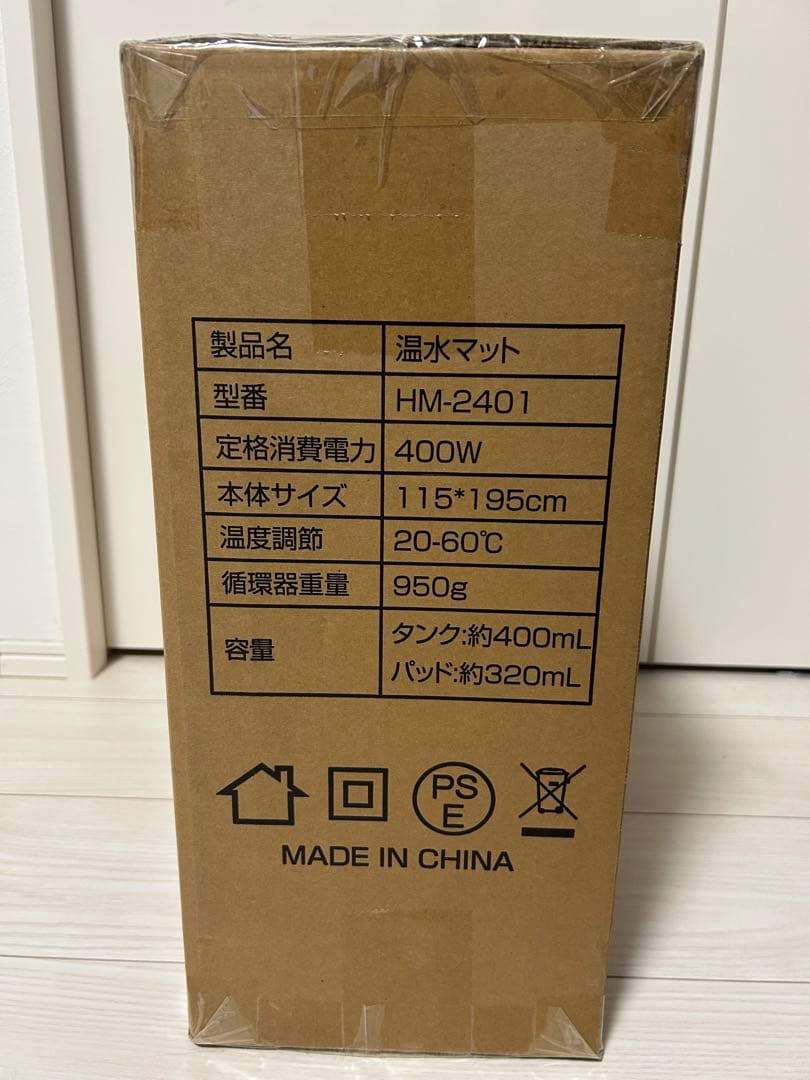 製品名 温水マット
型番 HM-2401
定格消費電力 400W
本体サイズ 115*195cm
温度調節 20-60℃
循環器重量 950g
容量 タンク:約400mL
パッド:約320mL
PS
E
MADE IN CHINA